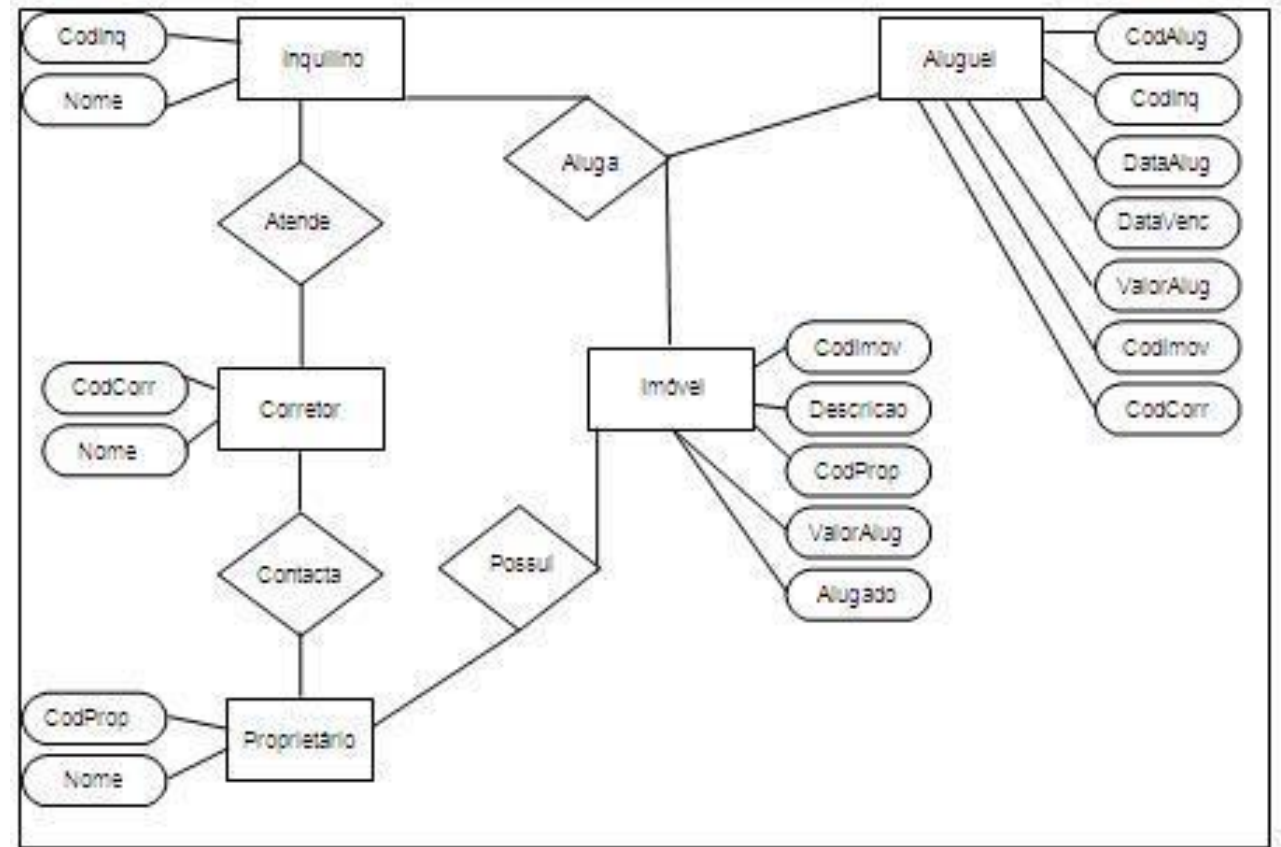 CodInq
Inquilino
Aluguel
CodAlug
Nome
CodInq
Aluga
DataAlug
Atende
DataVenc
ValorAlug
CodImov
CodImov
CodCorr
Corretor
Imóvel
Descricao
CodCorr
Nome
CodProp
ValorAlug
Contacta
Possui
Alugado
CodProp
Proprietário
Nome